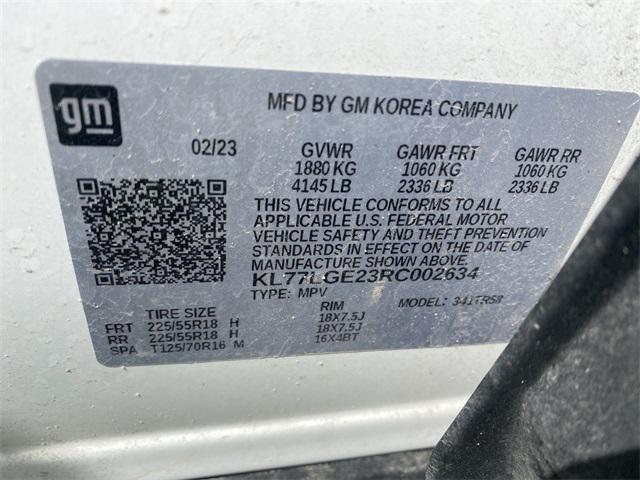 gm
MFD BY GM KOREA COMPANY
02/23 GVWR GAWR FRT GAWR RR
1880 KG 1060 KG 1060 KG
4145 LB 2336 LB 2336 LB
THIS VEHICLE CONFORMS TO ALL
APPLICABLE U.S. FEDERAL MOTOR
VEHICLE SAFETY AND THEFT PREVENTION
STANDARDS IN EFFECT ON THE DATE OF
MANUFACTURE SHOWN ABOVE.
KL77LGE23RC002634
TYPE: MPV MODEL: 341TR58
TIRE SIZE RIM
FRT 225/55R18 H 18X7.5J
RR 225/55R18 H 18X7.5J
SPA T125/70R16 M 16X4BT